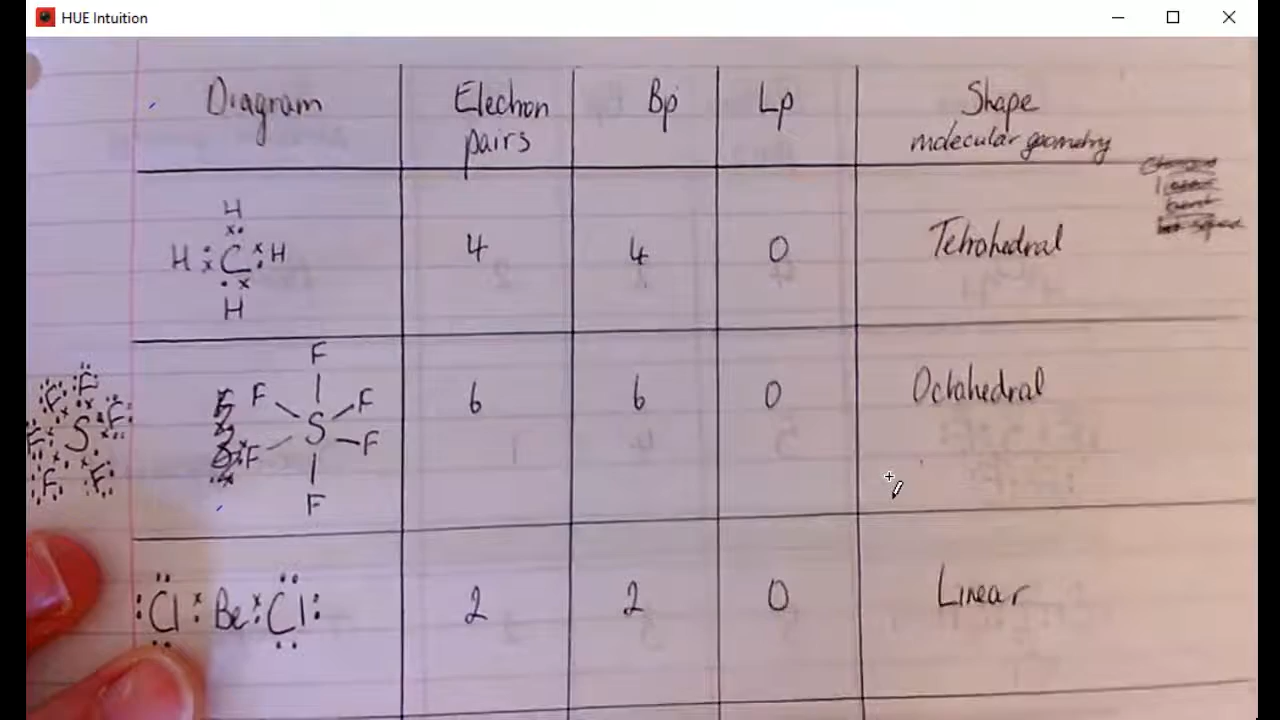 HUE Intuition
Diagram Electron Bp Lp Shape
pairs molecular geometry
H
H C H 4 4 0 Tetrahedral
H
F
F F
F S F 6 6 0 Octahedral
F
F F
F S F
F F
Cl Be Cl 2 2 0 Linear